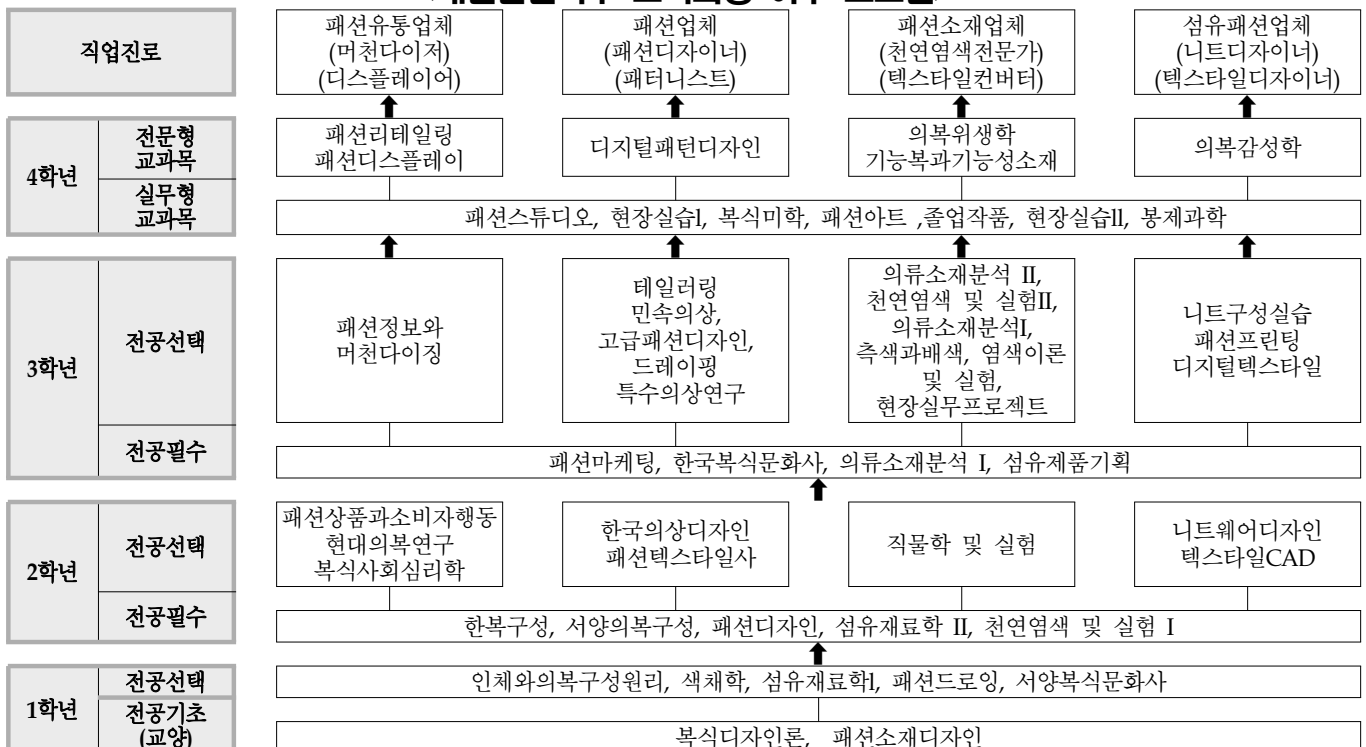 직업진로
패션유통업체
(머천다이저)
(디스플레이어)
패션업체
(패션디자이너)
(패터니스트)
패션소재업체
(천연염색전문가)
(텍스타일컨버터)
섬유패션업체
(니트디자이너)
(텍스타일디자이너)
4학년
전문형
교과목
패션리테일링
패션디스플레이
디지털패턴디자인
의복위생학
기능복과기능성소재
의복감성학
실무형
교과목
패션스튜디오, 현장실습l, 복식미학, 패션아트 ,졸업작품, 현장실습ll, 봉제과학
3학년
전공선택
패션정보와
머천다이징
테일러링
민속의상,
고급패션디자인,
드레이핑
특수의상연구
의류소재분석 II,
천연염색 및 실험II,
의류소재분석I,
측색과배색, 염색이론
및 실험,
현장실무프로젝트
니트구성실습
패션프린팅
디지털텍스타일
전공필수
패션마케팅, 한국복식문화사, 의류소재분석 I, 섬유제품기획
2학년
전공선택
패션상품과소비자행동
현대의복연구
복식사회심리학
한국의상디자인
패션텍스타일사
직물학 및 실험
니트웨어디자인
텍스타일CAD
전공필수
한복구성, 서양의복구성, 패션디자인, 섬유재료학 II, 천연염색 및 실험 I
1학년
전공선택
인체와의복구성원리, 색채학, 섬유재료학l, 패션드로잉, 서양복식문화사
전공기초
(교양)
복식디자인론, 패션소재디자인